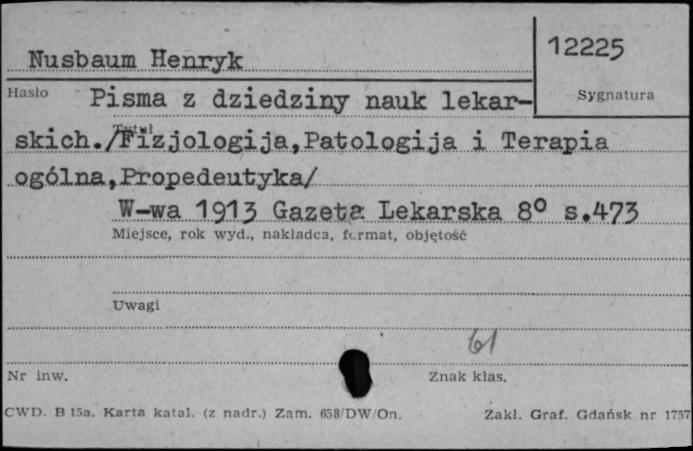 Nusbaum Henryk
12225
Hasło
Sygnatura
Pisma z dziedziny nauk lekar-
Tytuł
skich./Fizjologija,Patologija i Terapia
ogólna,Propedeutyka/
W-wa 1913 Gazeta Lekarska 8° s.473
Miejsce, rok wyd., nakładca, format, objętość
Uwagi
61
Nr inw.
Znak klas.
CWD. B 15a. Karta katal. (z nadr.) Zam. 658/DW/On.
Zakł. Graf. Gdańsk nr 1757